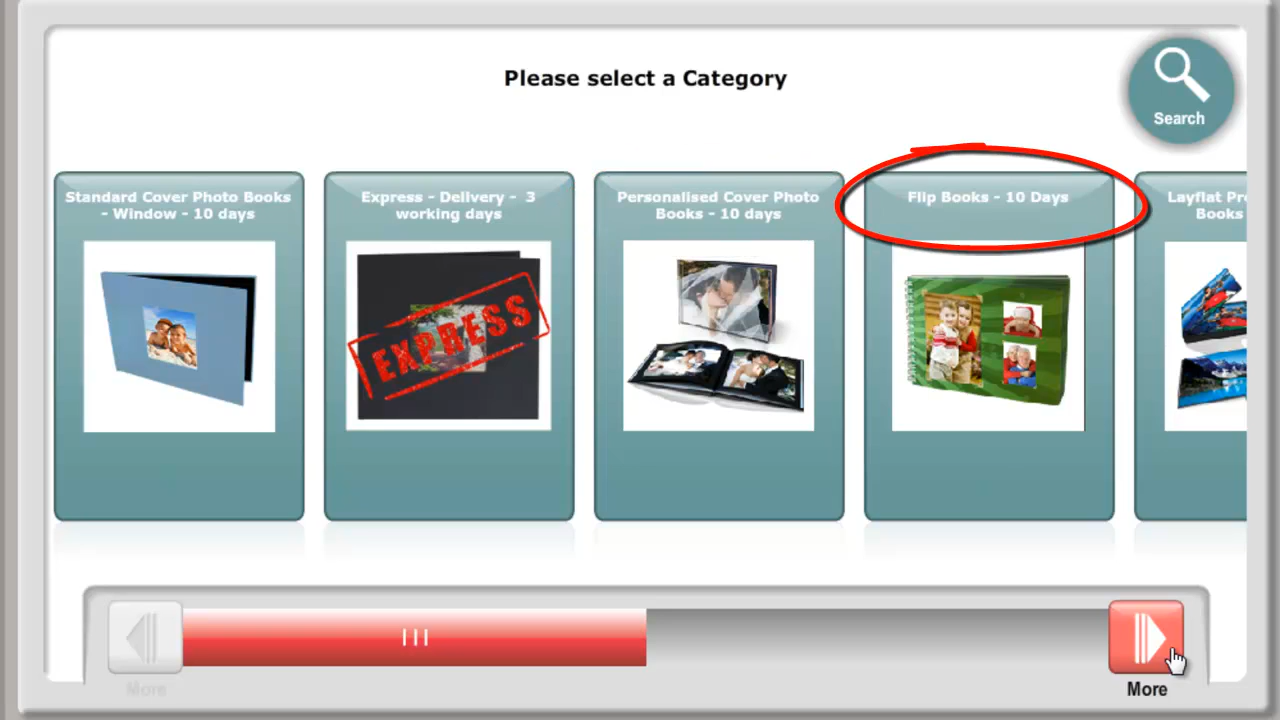 Please select a Category
Search
Standard Cover Photo Books
- Window - 10 days
Express - Delivery - 3
working days
Personalised Cover Photo
Books - 10 days
Flip Books - 10 Days
Layflat
Books
EXPRESS
More
More